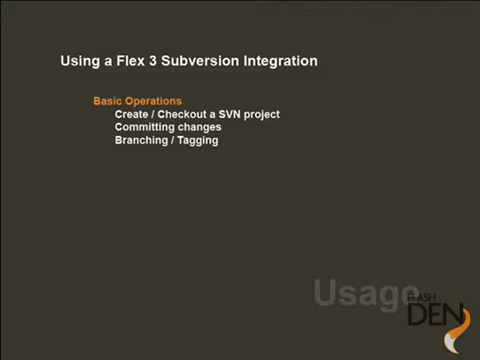 Using a Flex 3 Subversion Integration
Basic Operations
Create / Checkout a SVN project
Committing changes
Branching / Tagging
Usage
FLASH
DEN